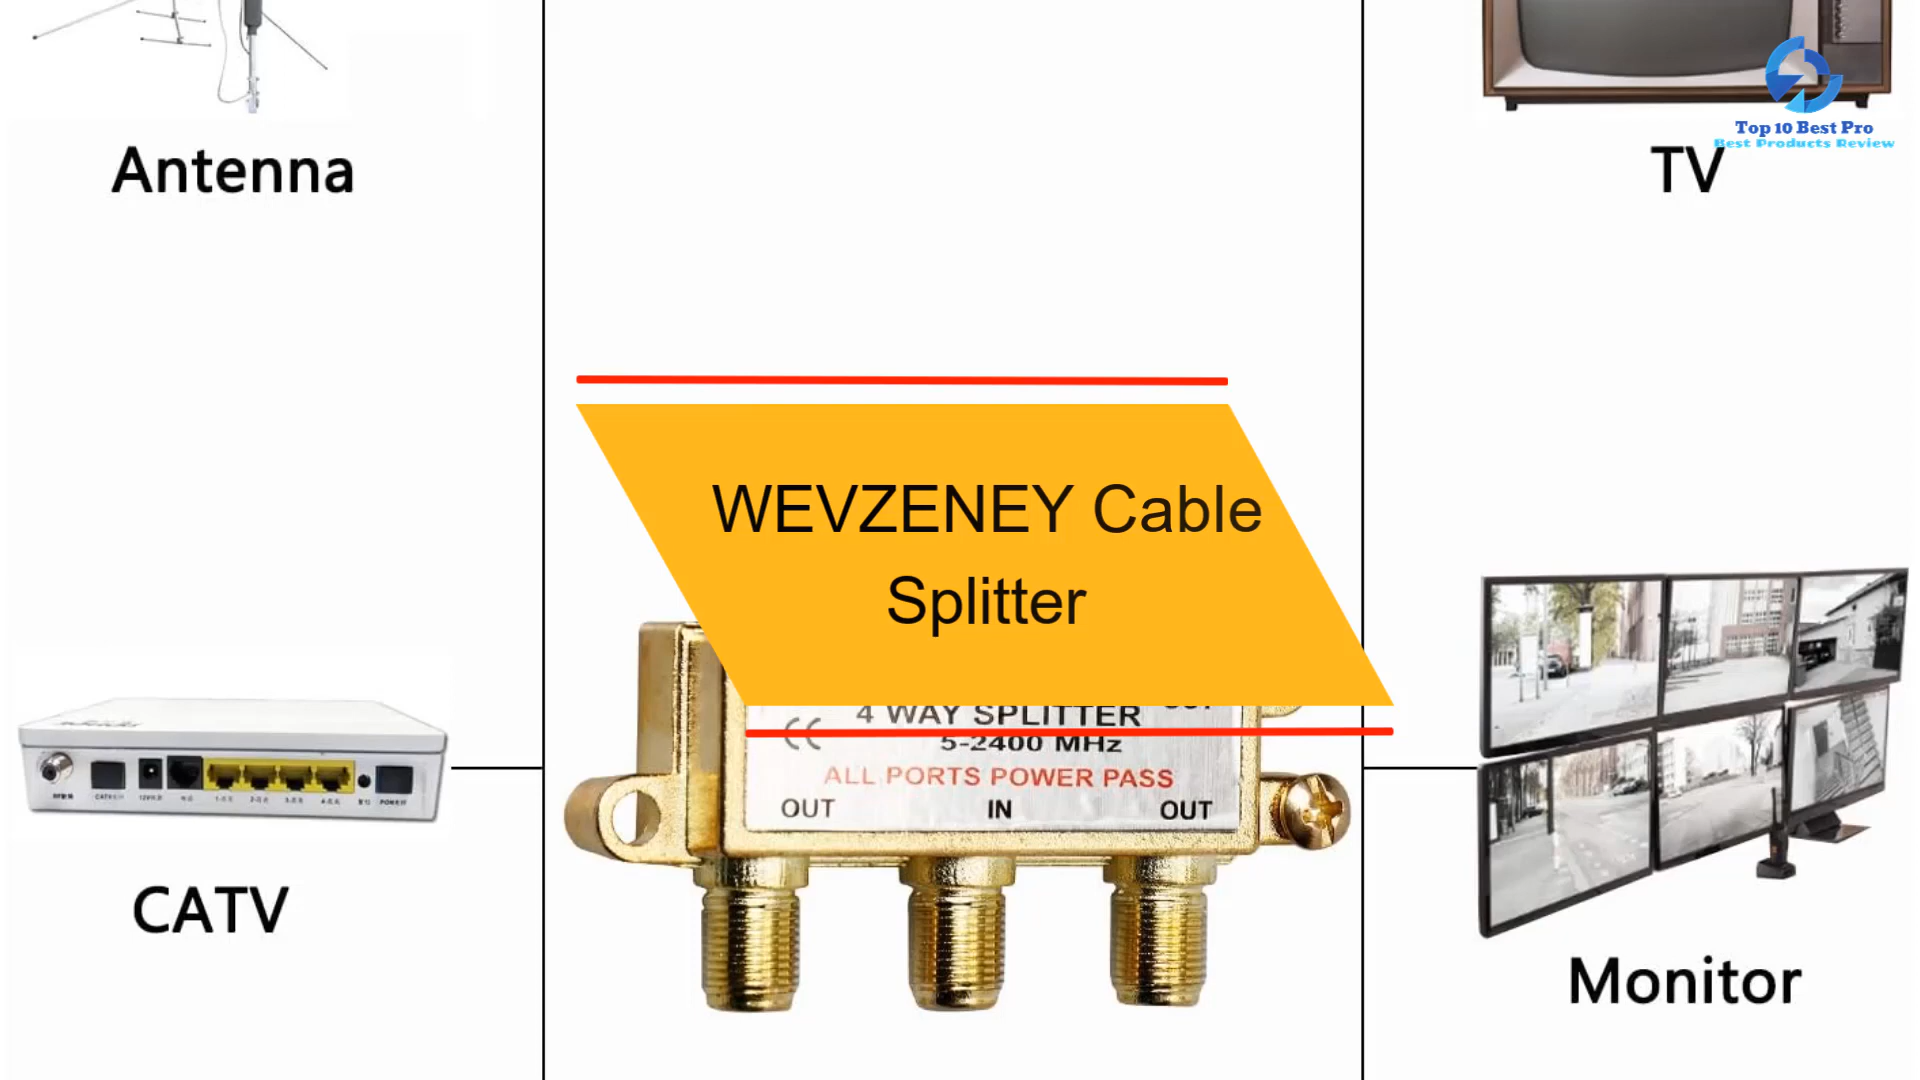 Top 10 Best Pro
Best Products Review
Antenna
TV
WEVZENEY Cable
Splitter
4 WAY SPLITTER
5-2400 MHz
ALL PORTS POWER PASS
OUT
IN
OUT
CATV
Monitor